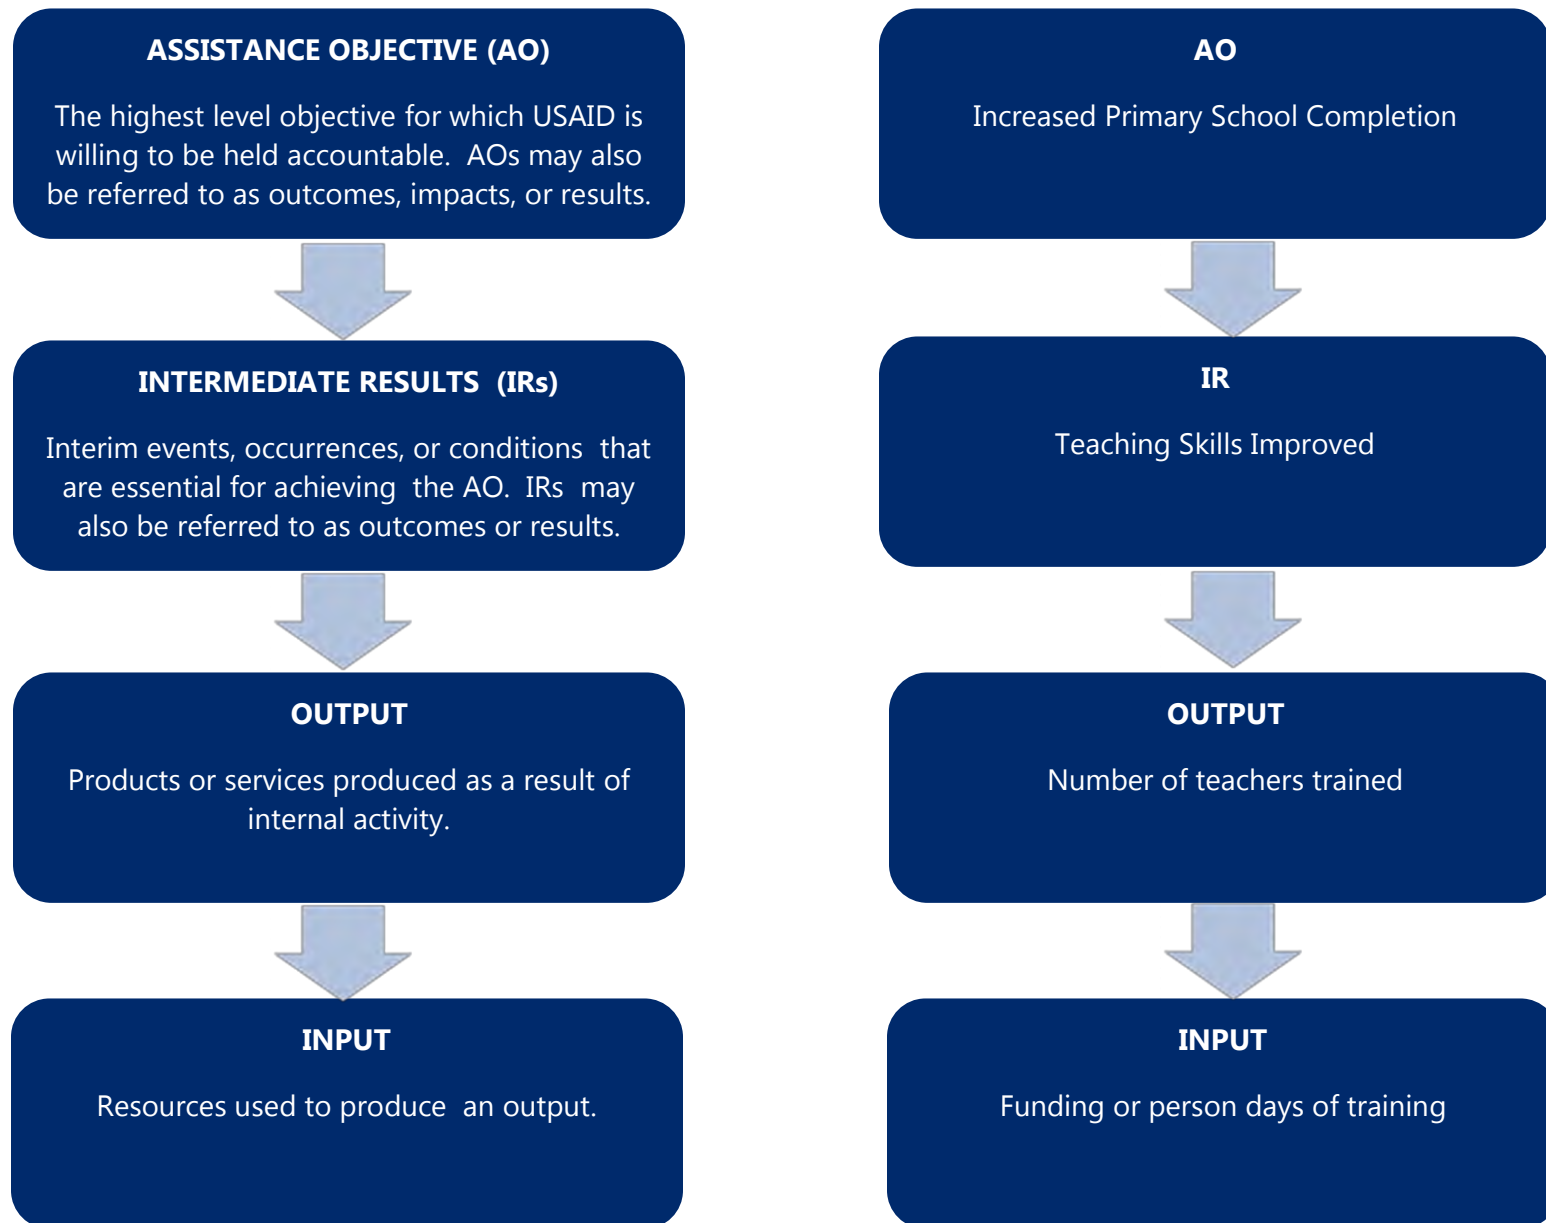 ASSISTANCE OBJECTIVE (AO)
The highest level objective for which USAID is
willing to be held accountable.  AOs may also
be referred to as outcomes, impacts, or results.
INTERMEDIATE RESULTS  (IRs)
Interim events, occurrences, or conditions  that
are essential for achieving  the AO.  IRs  may
also be referred to as outcomes or results.
OUTPUT
Products or services produced as a result of
internal activity.
INPUT
Resources used to produce  an output.
AO
Increased Primary School Completion
IR
Teaching Skills Improved
OUTPUT
Number of teachers trained
INPUT
Funding or person days of training